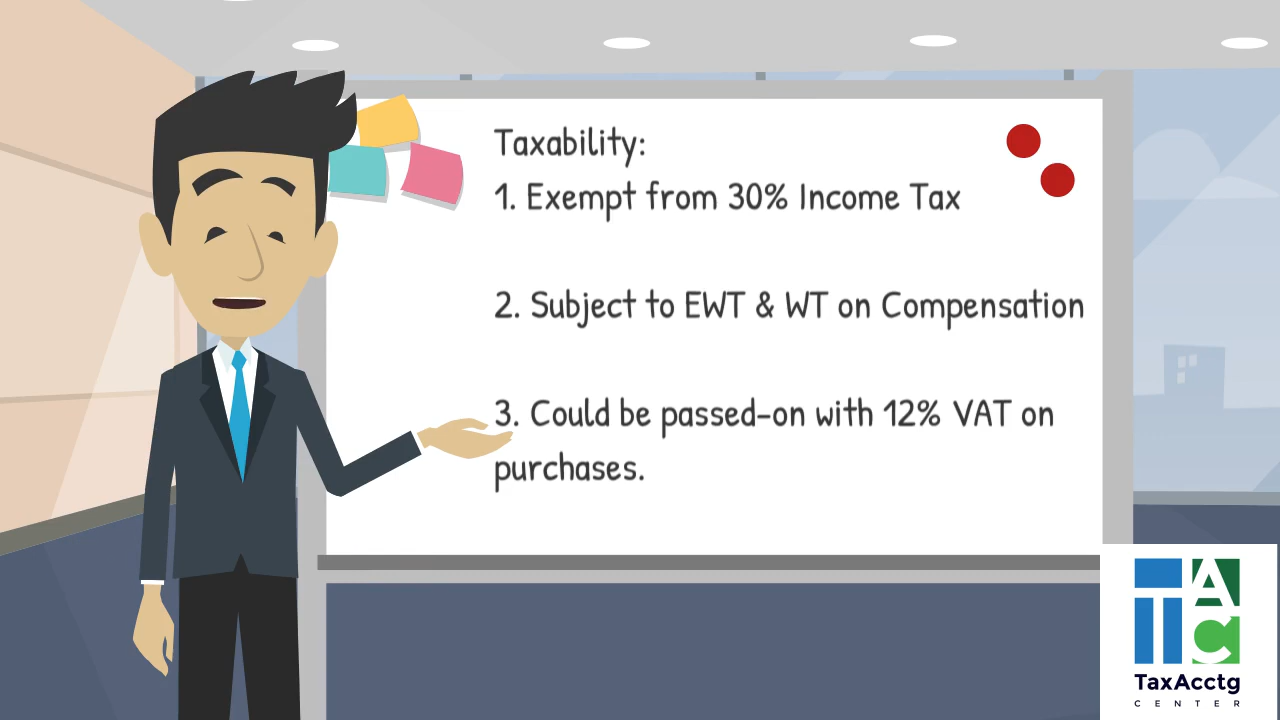 Taxability:
1. Exempt from 30% Income Tax
2. Subject to EWT & WT on Compensation
3. Could be passed-on with 12% VAT on
purchases.
TAC
TaxAcctg
CENTER